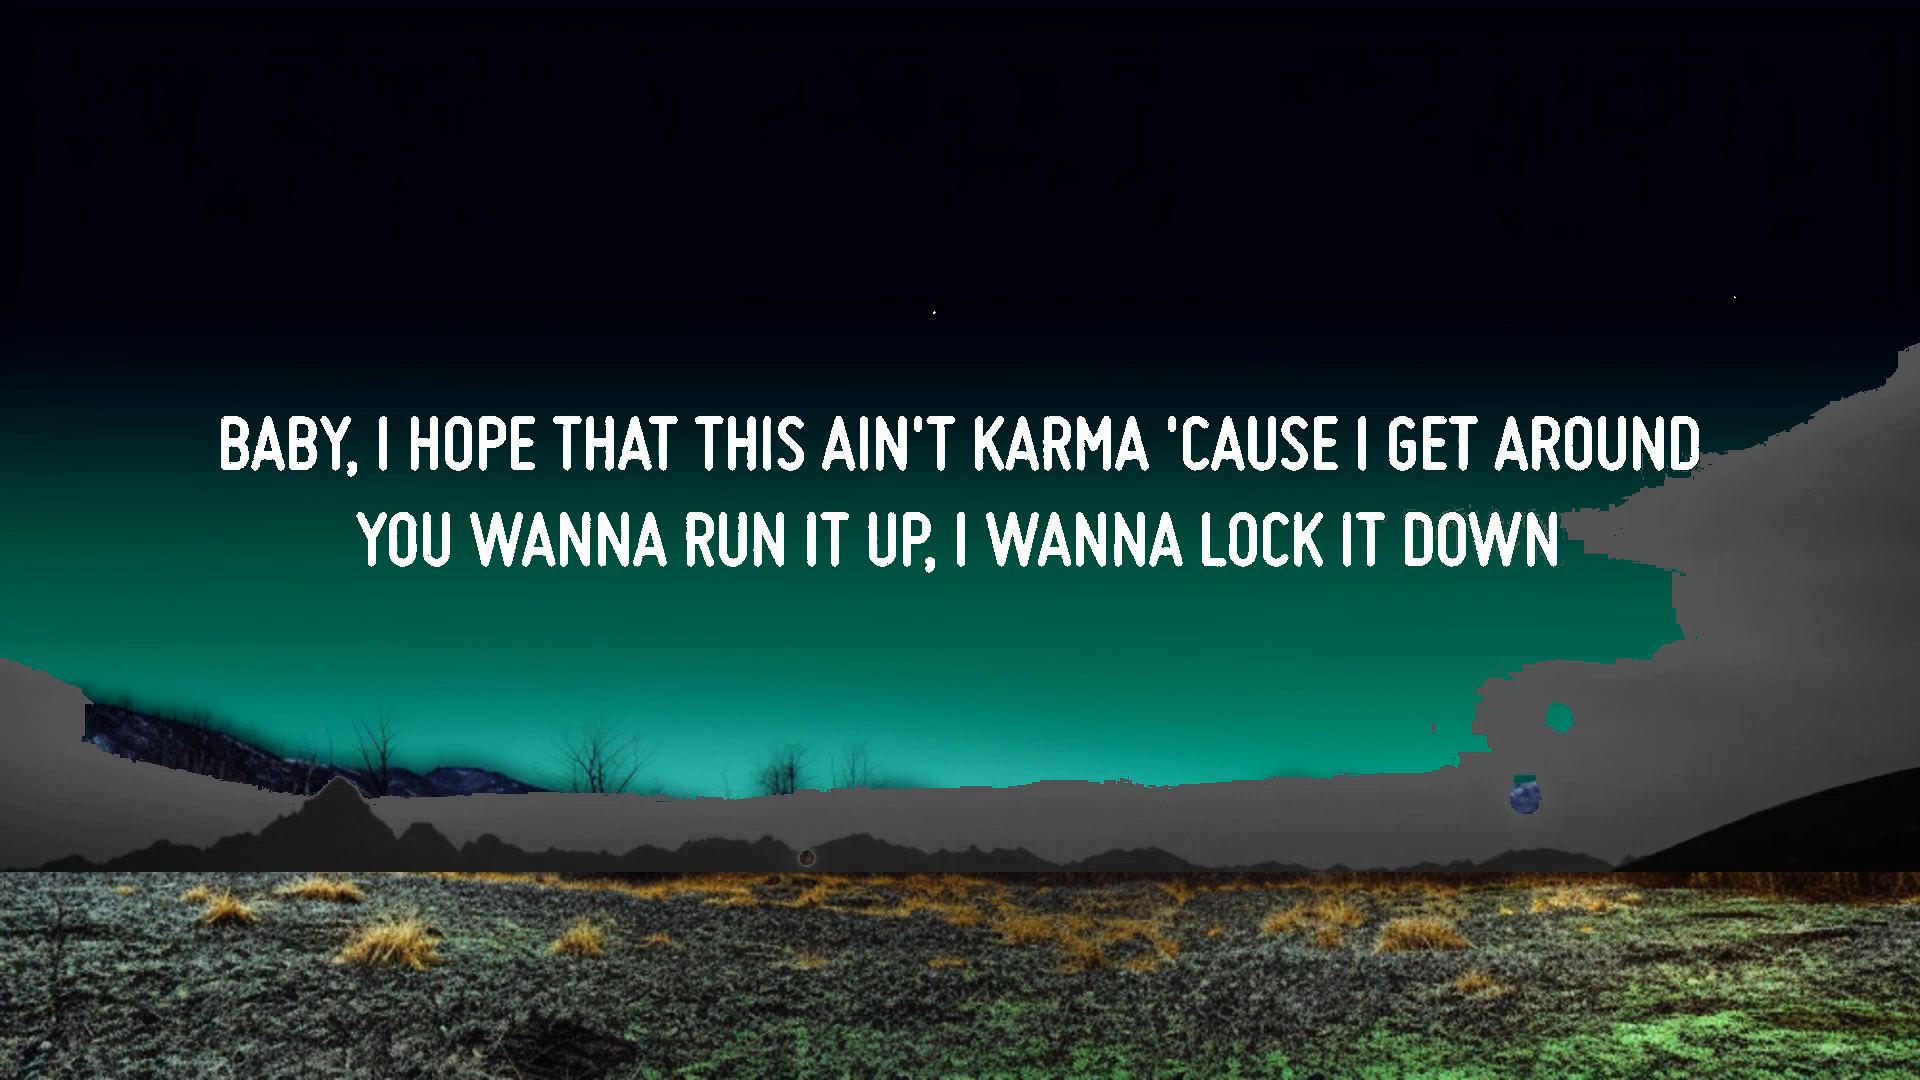 BABY, I HOPE THAT THIS AIN'T KARMA 'CAUSE I GET AROUND
YOU WANNA RUN IT UP, I WANNA LOCK IT DOWN